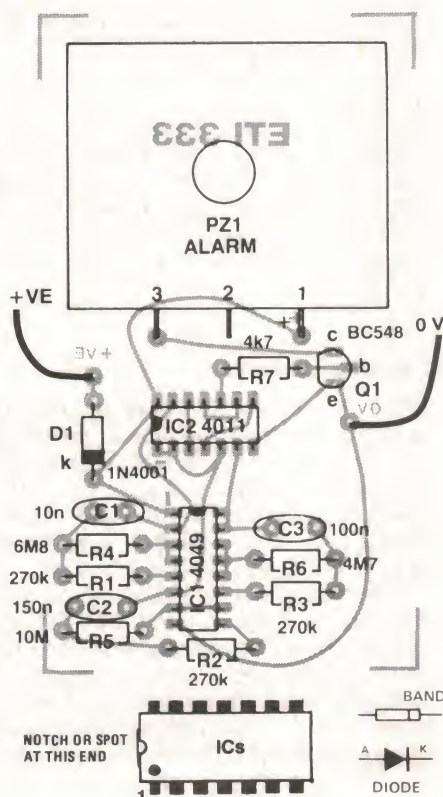 ETI 333
PZ1
ALARM
+VE
3
2
1
+
0 V
c
BC548
4k7
b
+VE
R7
Q1
e
0V
D1
IC2 4011
k
1N4001
10n
C1
C3
100n
6M8
R4
IC1 4049
R6
4M7
270k
R1
R3
150n
C2
270k
10M
R5
R2
270k
BAND
NOTCH OR SPOT
AT THIS END
ICs
A
K
1
DIODE